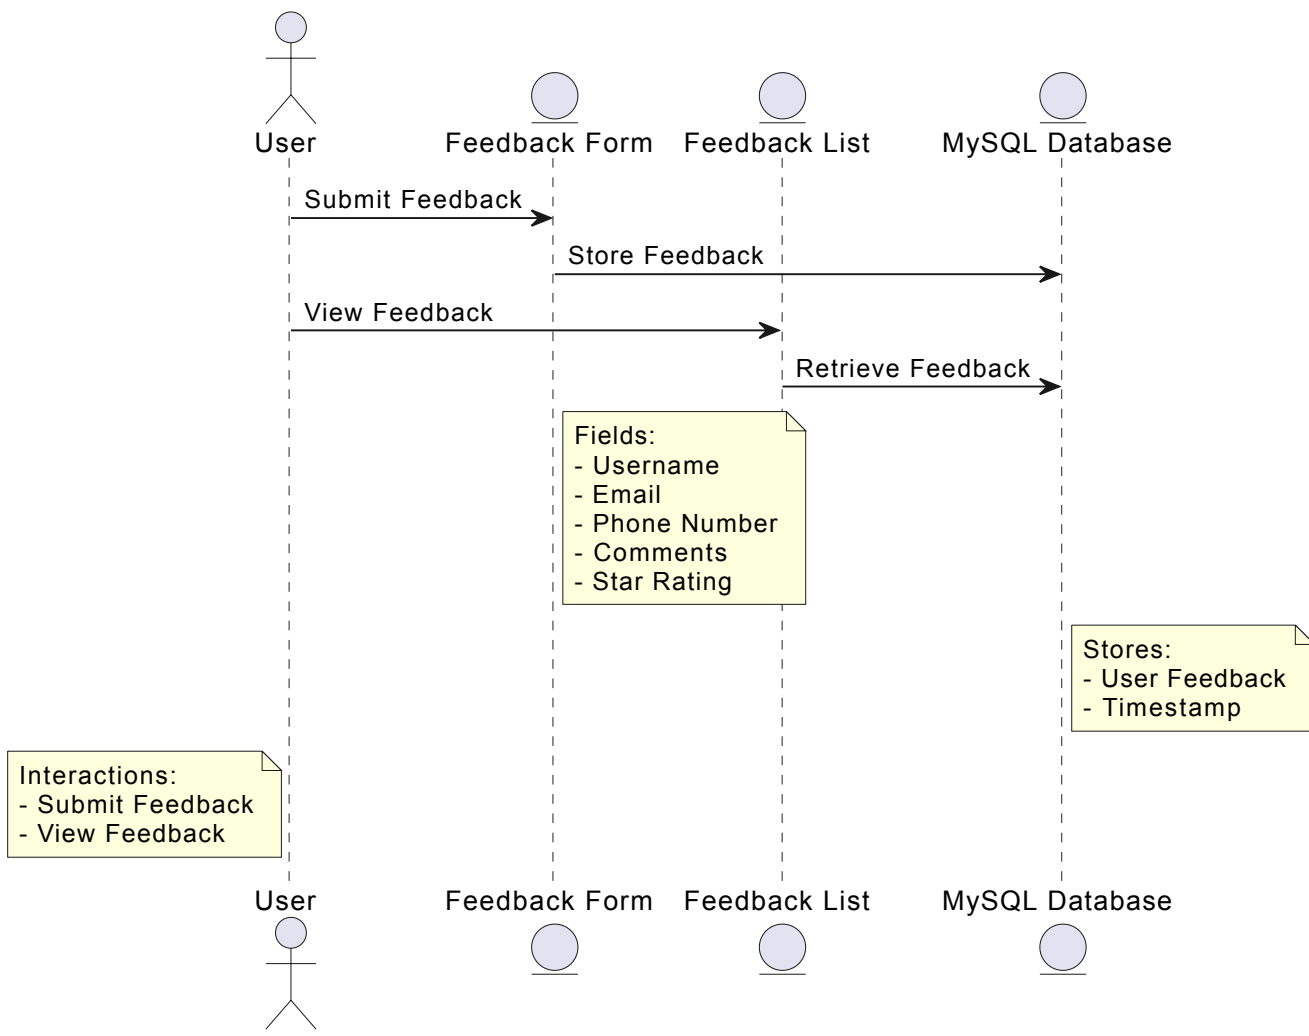 User
Feedback Form
Feedback List
MySQL Database
Submit Feedback
Store Feedback
View Feedback
Retrieve Feedback
Fields:
- Username
- Email
- Phone Number
- Comments
- Star Rating
Stores:
- User Feedback
- Timestamp
Interactions:
- Submit Feedback
- View Feedback
User
Feedback Form
Feedback List
MySQL Database